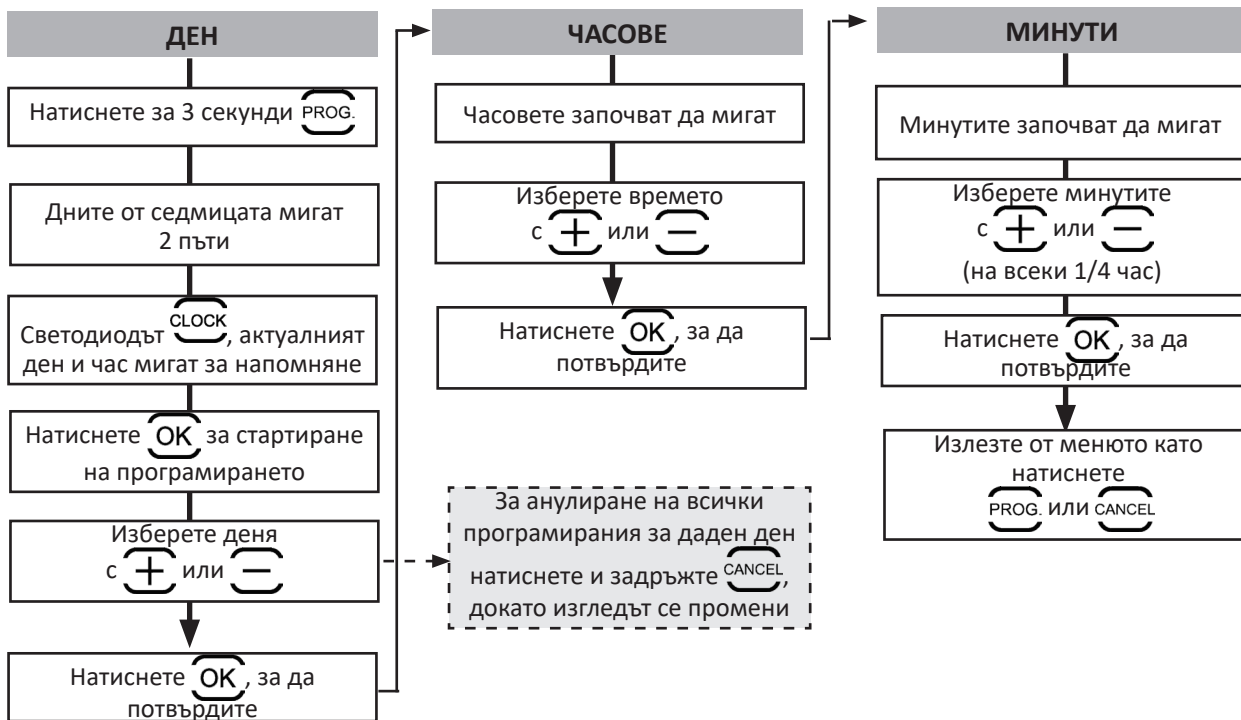 ДЕН
Натиснете за 3 секунди PROG.
Дните от седмицата мигат
2 пъти
Светодиодът CLOCK, актуалният
ден и час мигат за напомняне
Натиснете OK за стартиране
на програмирането
Изберете деня
с + или −
Натиснете OK, за да
потвърдите
ЧАСОВЕ
Часовете започват да мигат
Изберете времето
с + или −
Натиснете OK, за да
потвърдите
За анулиране на всички
програмирания за даден ден
натиснете и задръжте CANCEL,
докато изгледът се промени
МИНУТИ
Минутите започват да мигат
Изберете минутите
с + или −
(на всеки 1/4 час)
Натиснете OK, за да
потвърдите
Излезте от менюто като
натиснете
PROG. или CANCEL